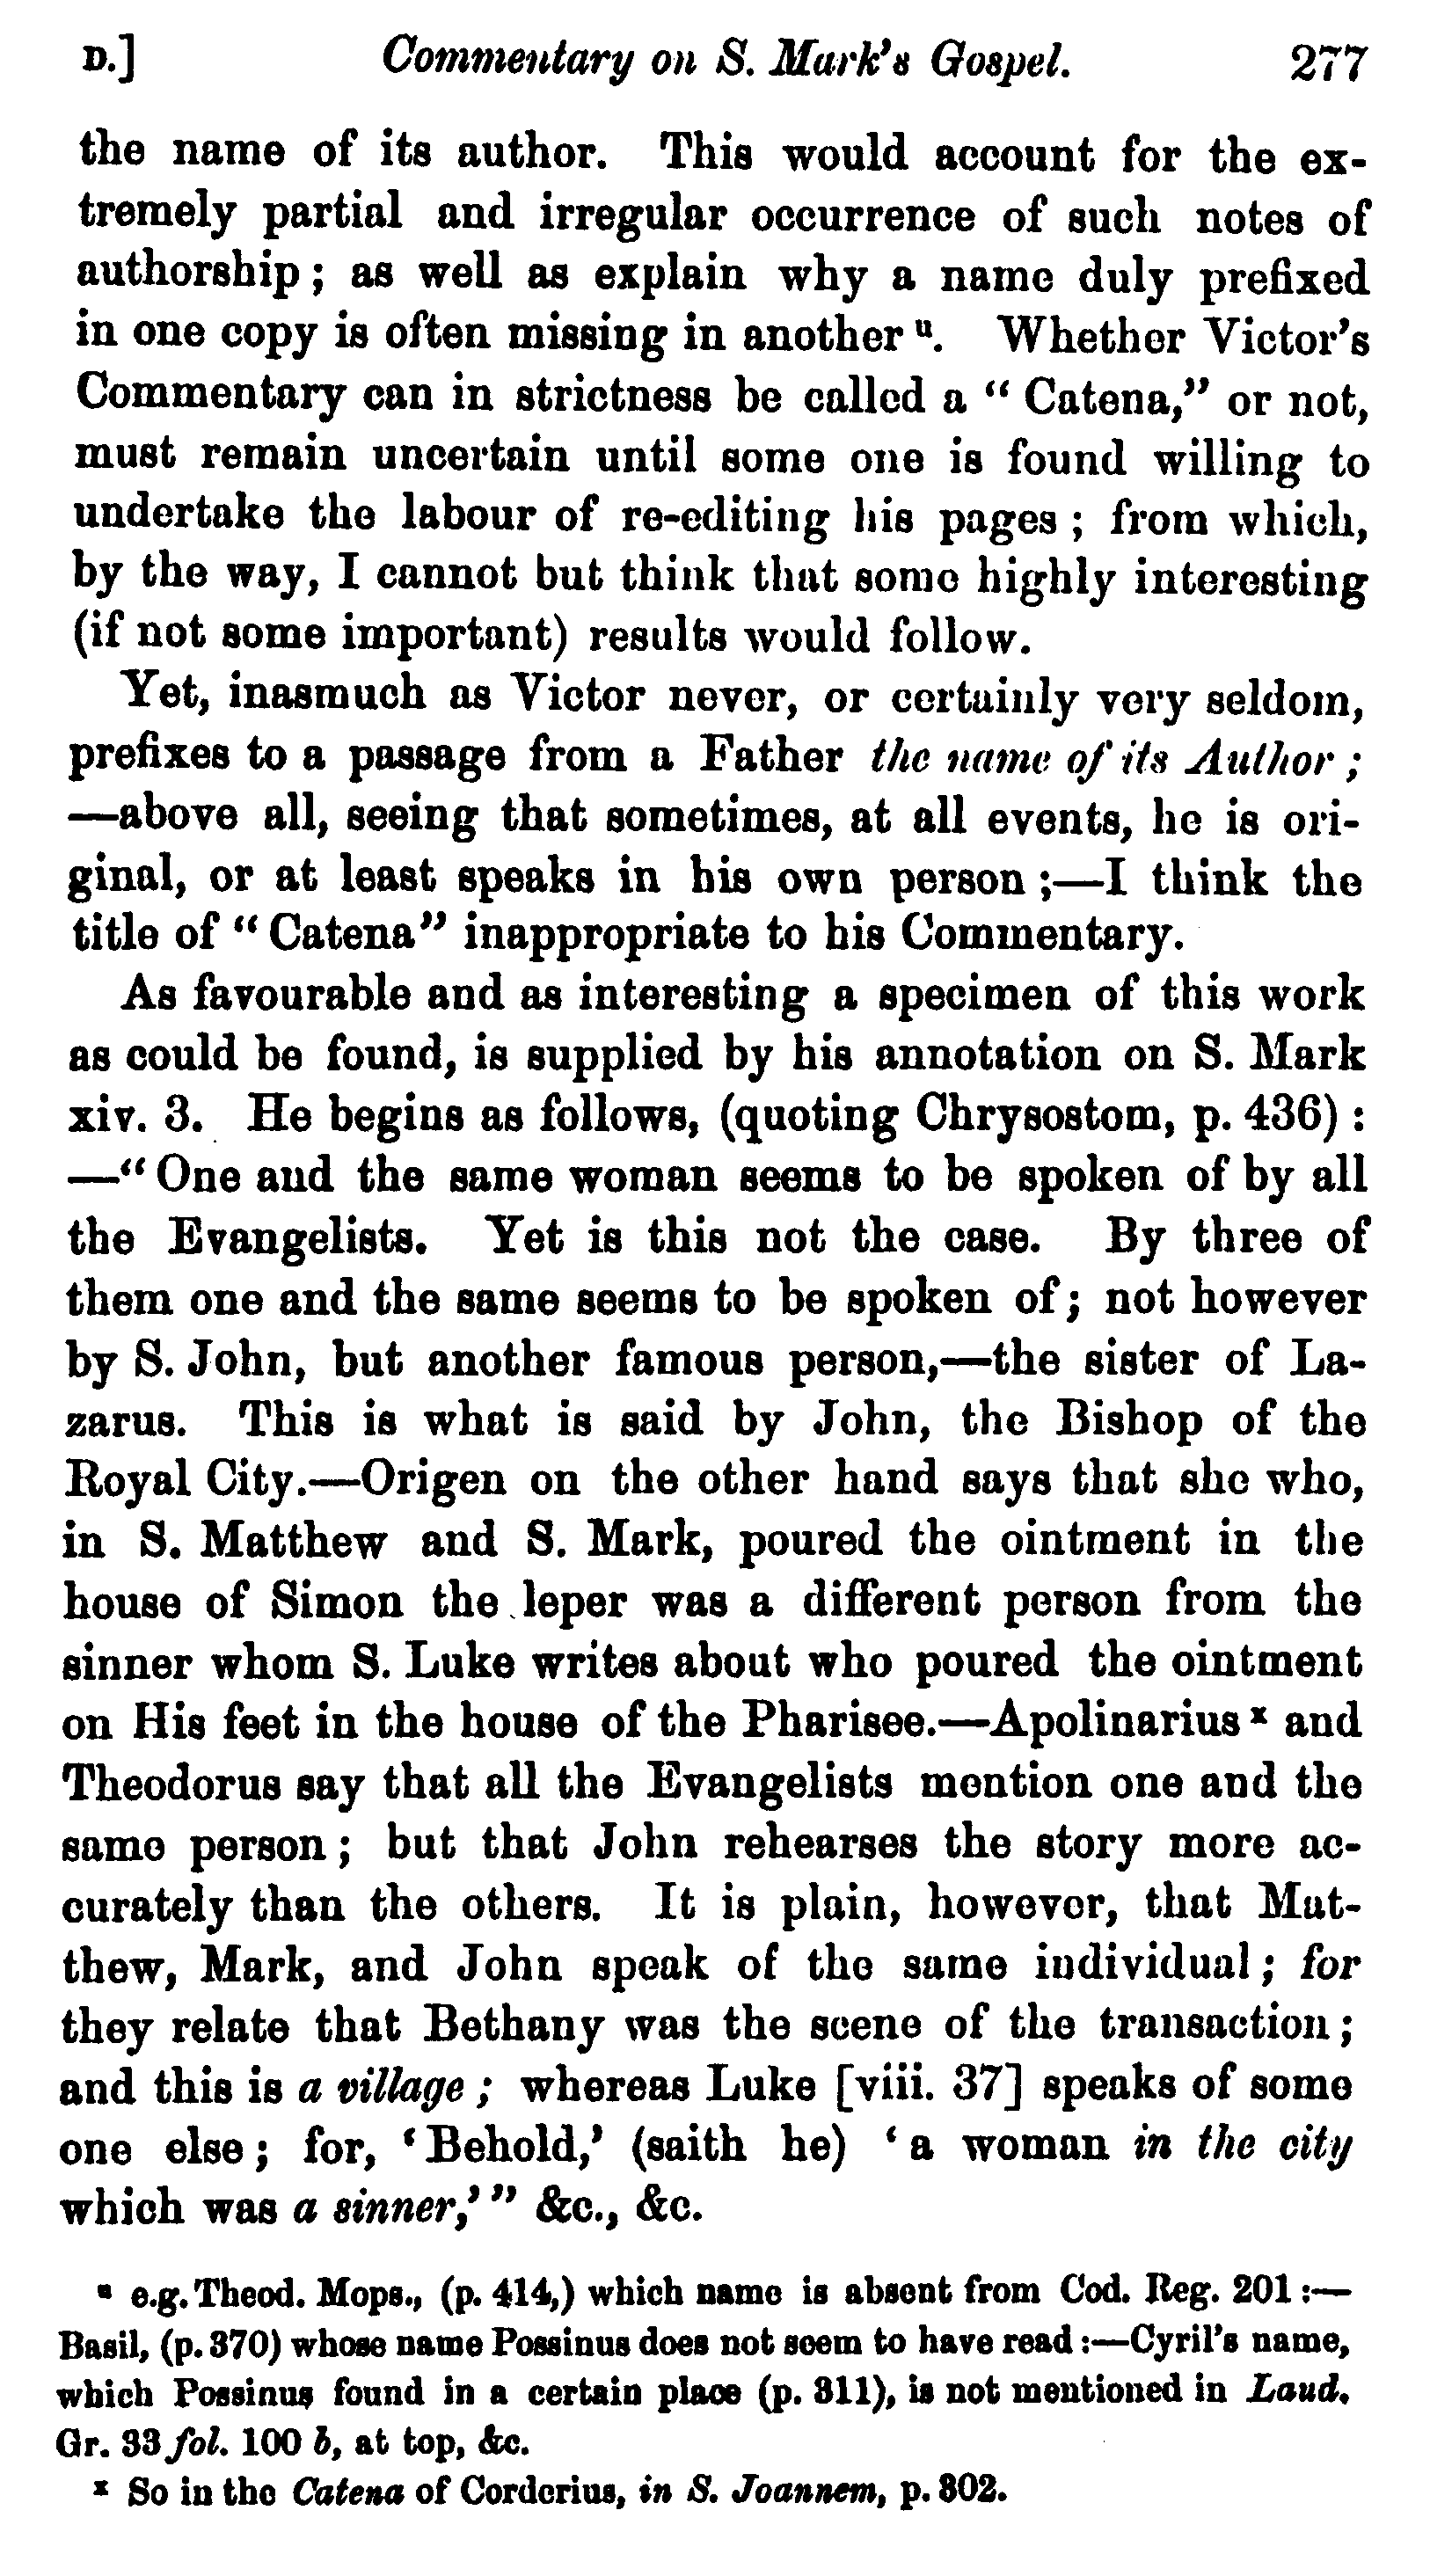 D.] Commentary on S. Mark's Gospel. 277
the name of its author. This would account for the ex-
tremely partial and irregular occurrence of such notes of
authorship; as well as explain why a name duly prefixed
in one copy is often missing in another u. Whether Victor's
Commentary can in strictness be called a "Catena," or not,
must remain uncertain until some one is found willing to
undertake the labour of re-editing his pages; from which,
by the way, I cannot but think that some highly interesting
(if not some important) results would follow.
Yet, inasmuch as Victor never, or certainly very seldom,
prefixes to a passage from a Father the name of its Author;
—above all, seeing that sometimes, at all events, he is ori-
ginal, or at least speaks in his own person;—I think the
title of "Catena" inappropriate to his Commentary.
As favourable and as interesting a specimen of this work
as could be found, is supplied by his annotation on S. Mark
xiv. 3. He begins as follows, (quoting Chrysostom, p. 436):
—"One and the same woman seems to be spoken of by all
the Evangelists. Yet is this not the case. By three of
them one and the same seems to be spoken of; not however
by S. John, but another famous person,—the sister of La-
zarus. This is what is said by John, the Bishop of the
Royal City.—Origen on the other hand says that she who,
in S. Matthew and S. Mark, poured the ointment in the
house of Simon the leper was a different person from the
sinner whom S. Luke writes about who poured the ointment
on His feet in the house of the Pharisee.—Apolinarius x and
Theodorus say that all the Evangelists mention one and the
same person; but that John rehearses the story more ac-
curately than the others. It is plain, however, that Mat-
thew, Mark, and John speak of the same individual; for
they relate that Bethany was the scene of the transaction;
and this is a village; whereas Luke [viii. 37] speaks of some
one else; for, 'Behold,' (saith he) 'a woman in the city
which was a sinner,'" &c., &c.
u e.g. Theod. Mops., (p. 414,) which name is absent from Cod. Reg. 201:—
Basil, (p. 370) whose name Possinus does not seem to have read:—Cyril's name,
which Possinus found in a certain place (p. 311), is not mentioned in Laud.
Gr. 33 fol. 100 b, at top, &c.
x So in the Catena of Corderius, in S. Joannem, p. 302.